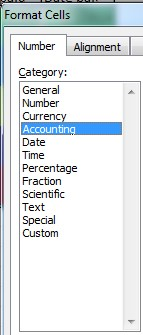 Format Cells
Number Alignment
Category:
General
Number
Currency
Accounting
Date
Time
Percentage
Fraction
Scientific
Text
Special
Custom